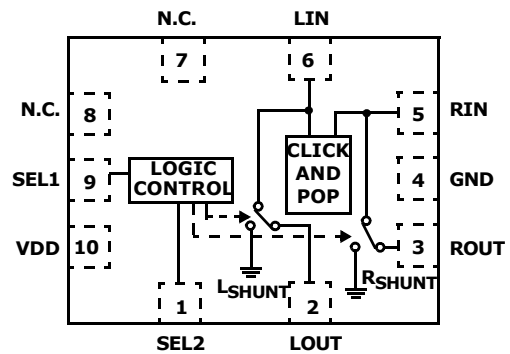 N.C. LIN
7 6
N.C. 8
5 RIN
SEL1 9
LOGIC
CONTROL
CLICK
AND
POP
4 GND
VDD 10
3 ROUT
LSHUNT
RSHUNT
1 2
SEL2 LOUT